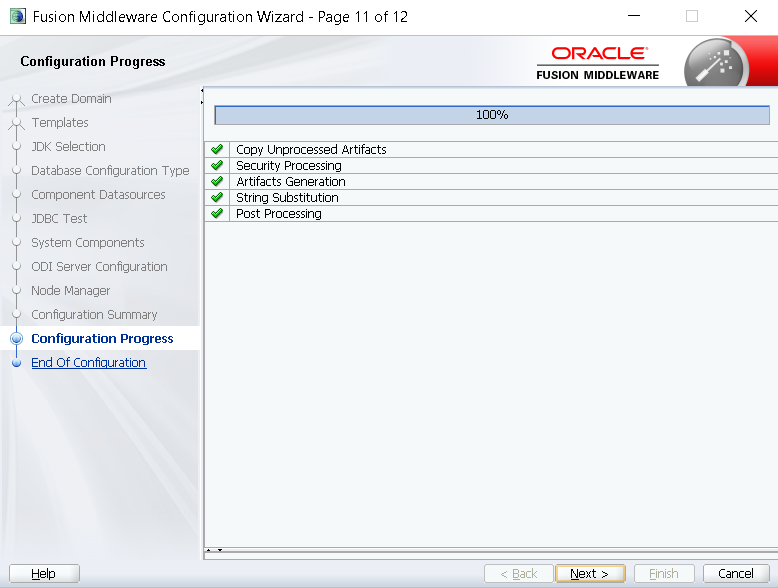 Fusion Middleware Configuration Wizard - Page 11 of 12
Configuration Progress
ORACLE
FUSION MIDDLEWARE
Create Domain
Templates
JDK Selection
Database Configuration Type
Component Datasources
JDBC Test
System Components
ODI Server Configuration
Node Manager
Configuration Summary
Configuration Progress
End Of Configuration
100%
Copy Unprocessed Artifacts
Security Processing
Artifacts Generation
String Substitution
Post Processing
Help
< Back
Next >
Finish
Cancel